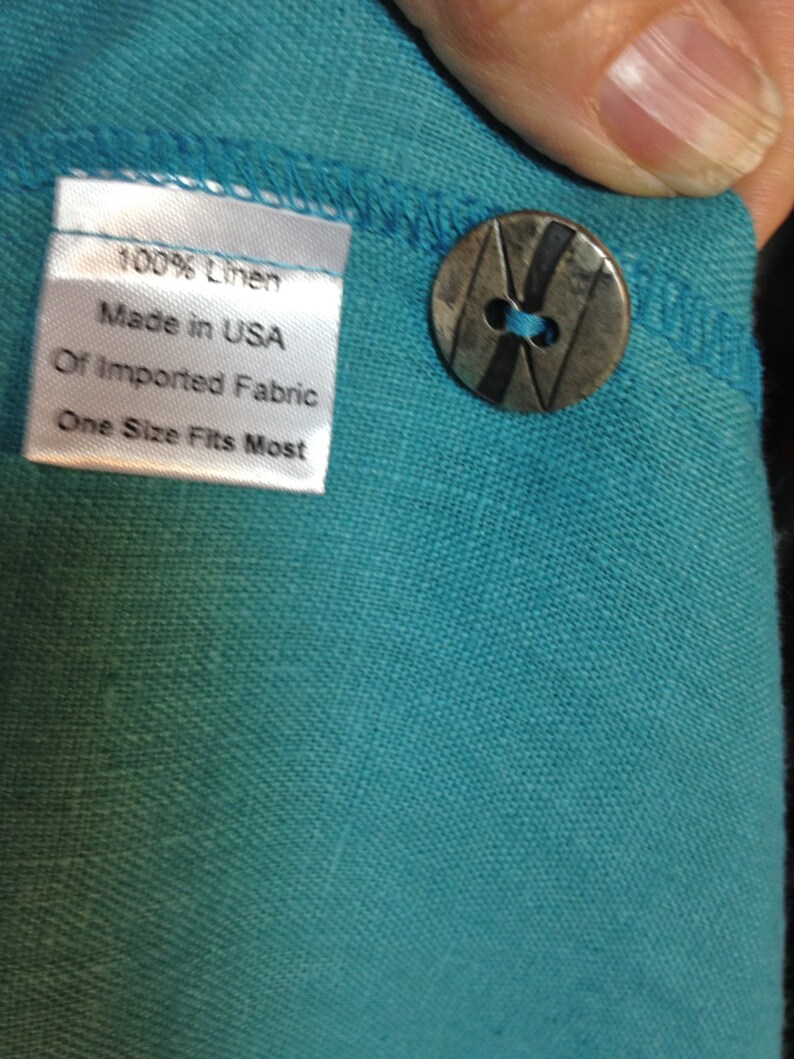 100% Linen
Made in USA
Of Imported Fabric
One Size Fits Most